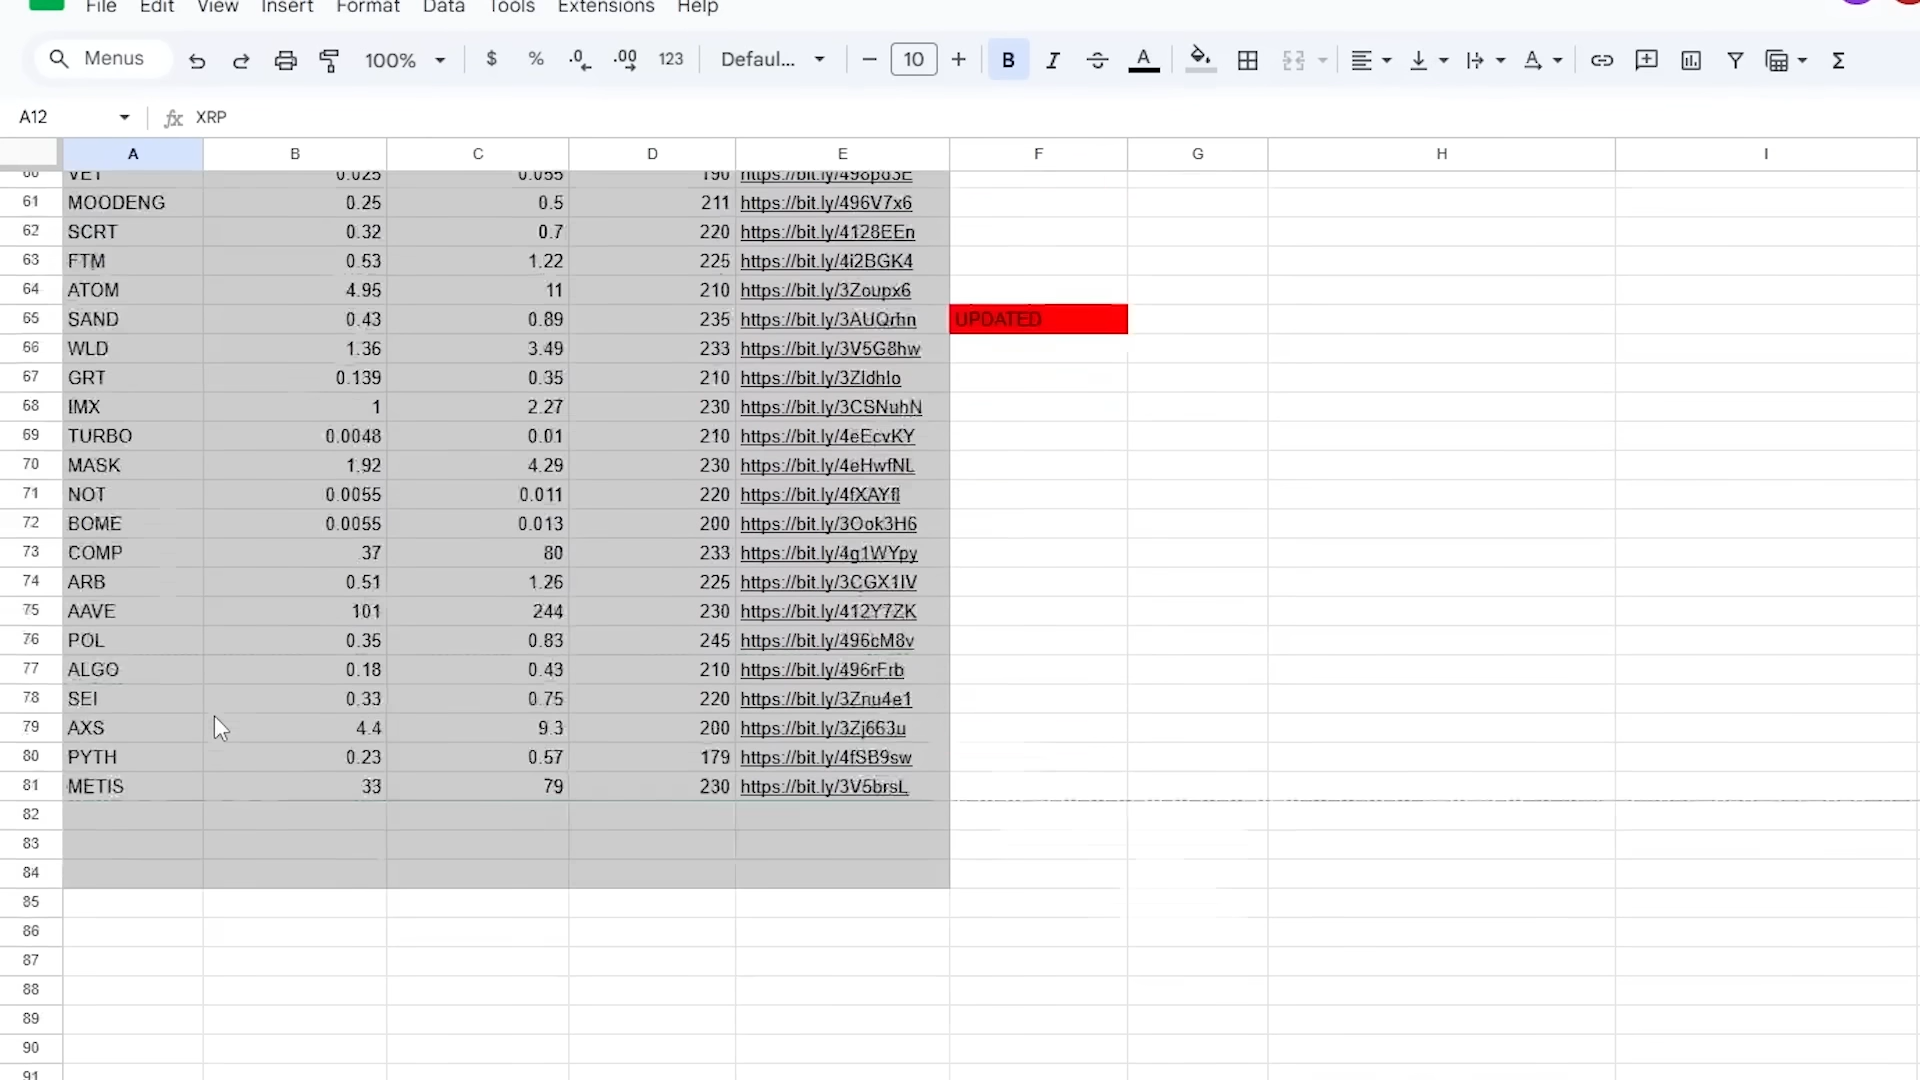 File Edit View Insert Format Data Tools Extensions Help
Menus 100% $ % .0 .00 123 Defaul... − 10 + B I A Σ
A12 fx XRP
A B C D E F G H I
60 VET 0.025 0.055 190 https://bit.ly/498pd3E
61 MOODENG 0.25 0.5 211 https://bit.ly/496V7x6
62 SCRT 0.32 0.7 220 https://bit.ly/4128EEn
63 FTM 0.53 1.22 225 https://bit.ly/4i2BGK4
64 ATOM 4.95 11 210 https://bit.ly/3Zoupx6
65 SAND 0.43 0.89 235 https://bit.ly/3AUQrhn UPDATED
66 WLD 1.36 3.49 233 https://bit.ly/3V5G8hw
67 GRT 0.139 0.35 210 https://bit.ly/3ZIdhIo
68 IMX 1 2.27 230 https://bit.ly/3CSNuhN
69 TURBO 0.0048 0.01 210 https://bit.ly/4eEcvKY
70 MASK 1.92 4.29 230 https://bit.ly/4eHwfNL
71 NOT 0.0055 0.011 220
72 BOME 0.0055 0.013 200 https://bit.ly/3Ook3H6
73 COMP 37 80 233 https://bit.ly/4g1WYpy
74 ARB 0.51 1.26 225 https://bit.ly/3CGX1IV
75 AAVE 101 244 230 https://bit.ly/412Y7ZK
76 POL 0.35 0.83 245 https://bit.ly/496cM8v
77 ALGO 0.18 0.43 210 https://bit.ly/496rFrb
78 SEI 0.33 0.75 220 https://bit.ly/3Znu4e1
79 AXS 4.4 9.3 200 https://bit.ly/3Zj663u
80 PYTH 0.23 0.57 179 https://bit.ly/4fSB9sw
81 METIS 33 79 230 https://bit.ly/3V5brsL
82
83
84
85
86
87
88
89
90
91